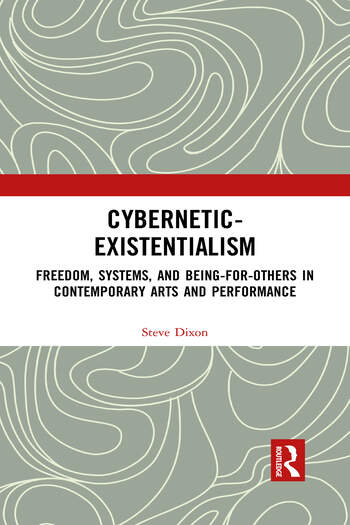 CYBERNETIC-
EXISTENTIALISM
FREEDOM, SYSTEMS, AND BEING-FOR-OTHERS IN
CONTEMPORARY ARTS AND PERFORMANCE
Steve Dixon
ROUTLEDGE